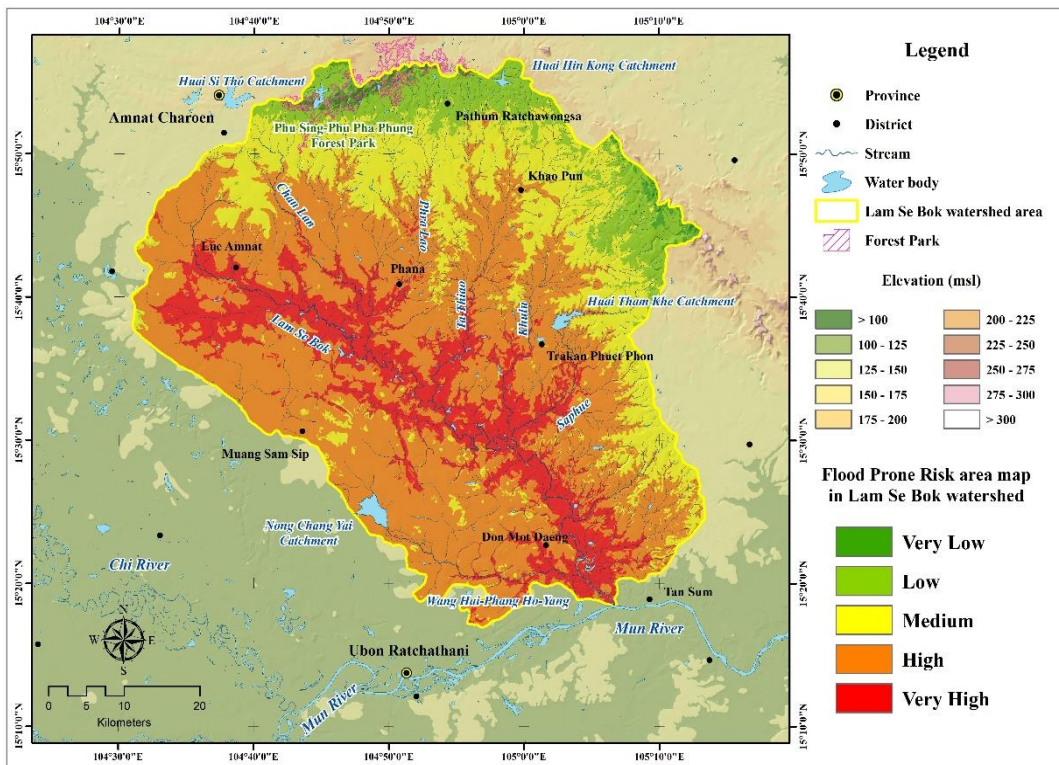 104°30'0"E
104°40'0"E
104°50'0"E
105°0'0"E
105°10'0"E
Huai Si Tho Catchment
Huai Hin Kong Catchment
Amnat Charoen
Pathum Ratchawongsa
Phu Sing-Phu Pha Phung
Forest Park
15°50'0"N
15°50'0"N
Khao Pun
Chan Lan
Phra Lao
Lue Amnat
Phana
15°40'0"N
15°40'0"N
Huai Tham Khe Catchment
Ta Khiao
Khulu
Lam Se Bok
Trakan Phuet Phon
Saphue
15°30'0"N
15°30'0"N
Muang Sam Sip
Nong Chang Yai
Catchment
Don Mot Daeng
Chi River
15°20'0"N
15°20'0"N
Tan Sum
Wang Hai-Phang Ho-Yang
Mun River
N
W
E
S
Ubon Ratchathani
0
5
10
20
Kilometers
Mun River
15°10'0"N
15°10'0"N
104°30'0"E
104°40'0"E
104°50'0"E
105°0'0"E
105°10'0"E
Legend
Province
District
Stream
Water body
Lam Se Bok watershed area
Forest Park
Elevation (msl)
> 100
100 - 125
125 - 150
150 - 175
175 - 200
200 - 225
225 - 250
250 - 275
275 - 300
> 300
Flood Prone Risk area map
in Lam Se Bok watershed
Very Low
Low
Medium
High
Very High